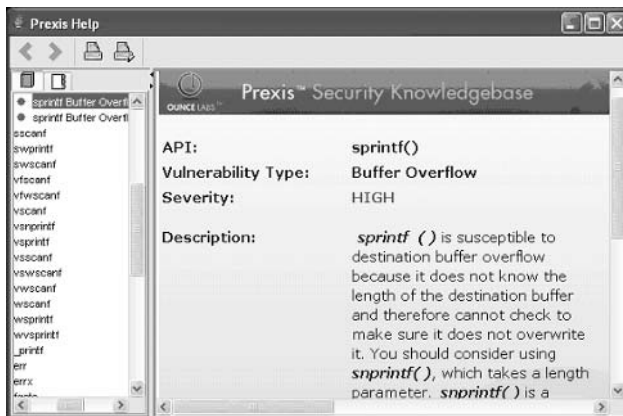 Prexis Help
sprintf Buffer Overfl
sprintf Buffer Overfl
sscanf
swprintf
swscanf
vfscanf
vfwscanf
vscanf
vsnprintf
vsprintf
vsscanf
vswscanf
vwscanf
wscanf
wsprintf
wvsprintf
_printf
err
errx
OUNCE LABS™
Prexis™ Security Knowledgebase
API: sprintf()
Vulnerability Type: Buffer Overflow
Severity: HIGH
Description: sprintf () is susceptible to
destination buffer overflow
because it does not know the
length of the destination buffer
and therefore cannot check to
make sure it does not overwrite
it. You should consider using
snprintf(), which takes a length
parameter. snprintf() is a